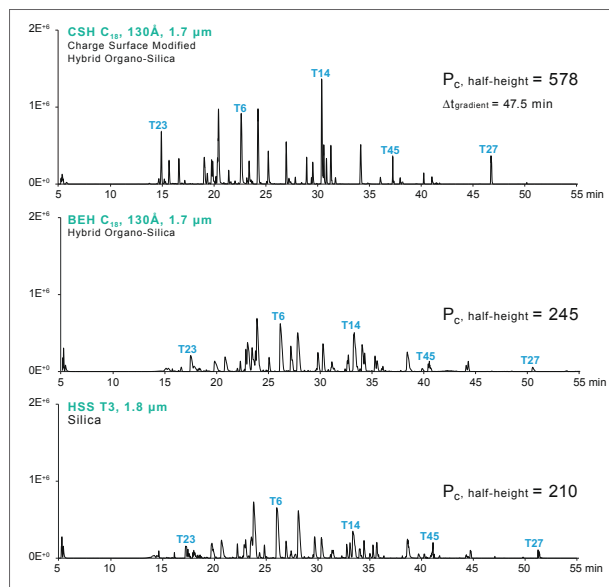 CSH C18, 130Å, 1.7 µm
Charge Surface Modified
Hybrid Organo-Silica
2E+6
1E+6
0E+0
T23
T6
T14
T45
T27
Pc, half-height = 578
Δtgradient = 47.5 min
5 10 15 20 25 30 35 40 45 50 55 min
BEH C18, 130Å, 1.7 µm
Hybrid Organo-Silica
2E+6
1E+6
0E+0
T23
T6
T14
T45
T27
Pc, half-height = 245
5 10 15 20 25 30 35 40 45 50 55 min
HSS T3, 1.8 µm
Silica
2E+6
1E+6
0E+0
T23
T6
T14
T45
T27
Pc, half-height = 210
5 10 15 20 25 30 35 40 45 50 55 min